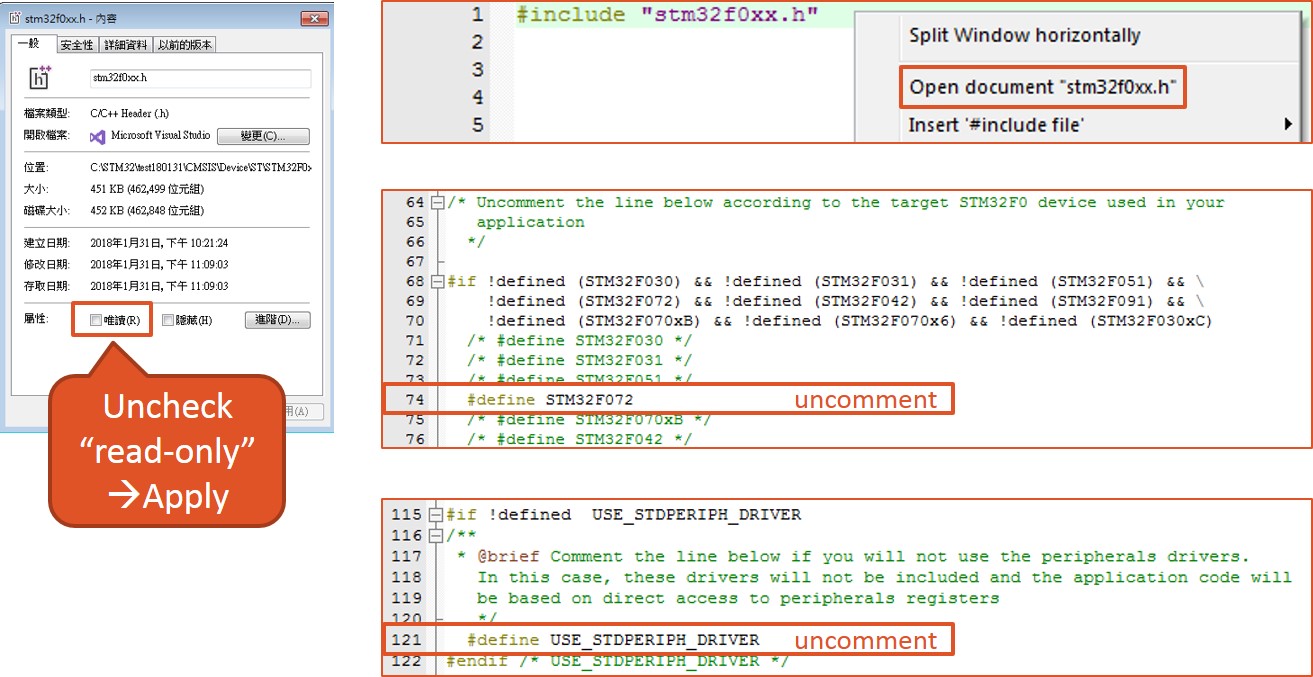 stm32f0xx.h - 內容
一般
安全性
詳細資料
以前的版本
stm32f0xx.h
檔案類型: C/C++ Header (.h)
開啟檔案: Microsoft Visual Studio 變更(C)...
位置: C:\STM32\test180131\CMSIS\Device\ST\STM32F0x
大小: 451 KB (462,499 位元組)
磁碟大小: 452 KB (462,848 位元組)
建立日期: 2018年1月31日, 下午 10:21:24
修改日期: 2018年1月31日, 下午 11:09:03
存取日期: 2018年1月31日, 下午 11:09:03
屬性: 唯讀(R) 隱藏(H) 進階(D)...
用(A)
Uncheck
“read-only”
→Apply
1 #include "stm32f0xx.h"
2
3
4
5
Split Window horizontally
Open document "stm32f0xx.h"
Insert '#include file'
64 /* Uncomment the line below according to the target STM32F0 device used in your
65 application
66 */
67
68 #if !defined (STM32F030) && !defined (STM32F031) && !defined (STM32F051) && \
69 !defined (STM32F072) && !defined (STM32F042) && !defined (STM32F091) && \
70 !defined (STM32F070xB) && !defined (STM32F070x6) && !defined (STM32F030xC)
71 /* #define STM32F030 */
72 /* #define STM32F031 */
73 /* #define STM32F051 */
74 #define STM32F072 uncomment
75 /* #define STM32F070xB */
76 /* #define STM32F042 */
115 #if !defined  USE_STDPERIPH_DRIVER
116 /**
117 * @brief Comment the line below if you will not use the peripherals drivers.
118 In this case, these drivers will not be included and the application code will
119 be based on direct access to peripherals registers
120 */
121 #define USE_STDPERIPH_DRIVER uncomment
122 #endif /* USE_STDPERIPH_DRIVER */